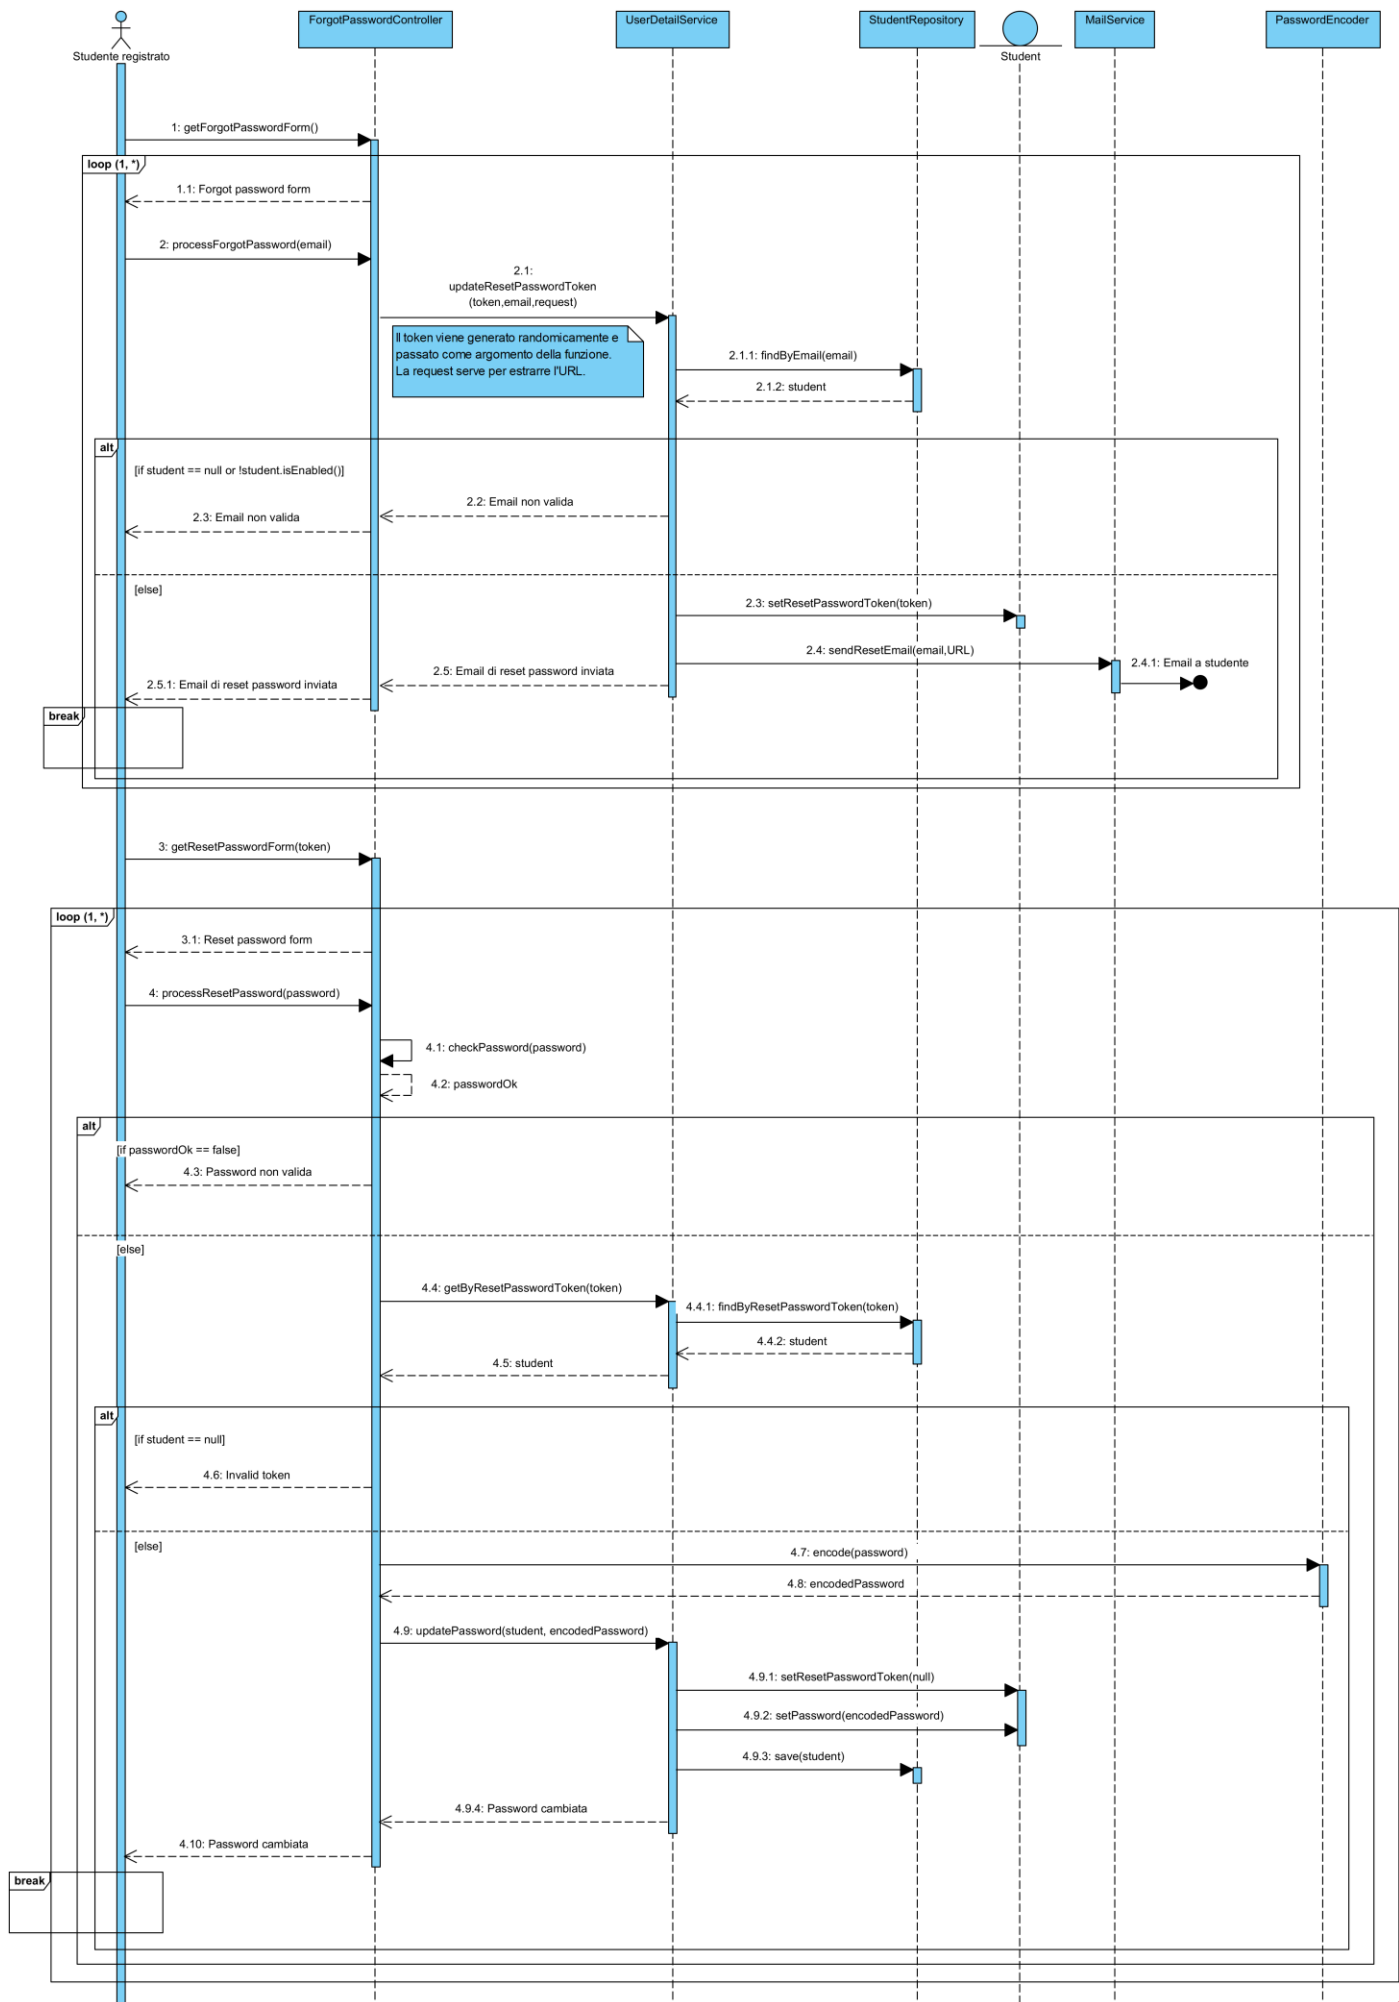 ForgotPasswordController
UserDetailService
StudentRepository
MailService
PasswordEncoder
Studente registrato
Student
1: getForgotPasswordForm()
loop (1, *)
1.1: Forgot password form
2: processForgotPassword(email)
2.1:
updateResetPasswordToken
(token,email,request)
Il token viene generato randomicamente e
passato come argomento della funzione.
La request serve per estrarre l'URL.
2.1.1: findByEmail(email)
2.1.2: student
alt
[if student == null or !student.isEnabled()]
2.2: Email non valida
2.3: Email non valida
[else]
2.3: setResetPasswordToken(token)
2.4: sendResetEmail(email,URL)
2.4.1: Email a studente
2.5: Email di reset password inviata
2.5.1: Email di reset password inviata
break
3: getResetPasswordForm(token)
loop (1, *)
3.1: Reset password form
4: processResetPassword(password)
4.1: checkPassword(password)
4.2: passwordOk
alt
[if passwordOk == false]
4.3: Password non valida
[else]
4.4: getByResetPasswordToken(token)
4.4.1: findByResetPasswordToken(token)
4.4.2: student
4.5: student
alt
[if student == null]
4.6: Invalid token
[else]
4.7: encode(password)
4.8: encodedPassword
4.9: updatePassword(student, encodedPassword)
4.9.1: setResetPasswordToken(null)
4.9.2: setPassword(encodedPassword)
4.9.3: save(student)
4.9.4: Password cambiata
4.10: Password cambiata
break